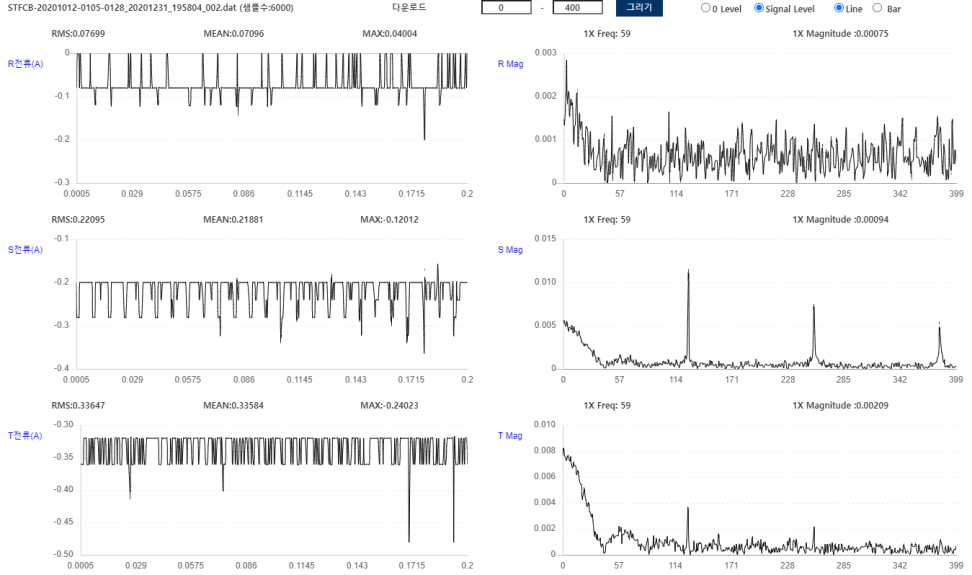 STFCB-20201012-0105-0128_20201231_195804_002.dat (샘플수:6000) 다운로드 0 - 400 그리기 0 Level Signal Level Line Bar
RMS:0.07699 MEAN:0.07096 MAX:0.04004 1X Freq: 59 1X Magnitude :0.00075
R전류(A) R Mag
0 -0.1 -0.2 -0.3
0.0005 0.029 0.0575 0.086 0.1145 0.143 0.1715 0.2
0.003 0.002 0.001 0
0 57 114 171 228 285 342 399
RMS:0.22095 MEAN:0.21881 MAX:-0.12012 1X Freq: 59 1X Magnitude :0.00094
S전류(A) S Mag
-0.1 -0.2 -0.3 -0.4
0.0005 0.029 0.0575 0.086 0.1145 0.143 0.1715 0.2
0.015 0.010 0.005 0
0 57 114 171 228 285 342 399
RMS:0.33647 MEAN:0.33584 MAX:-0.24023 1X Freq: 59 1X Magnitude :0.00209
T전류(A) T Mag
-0.30 -0.35 -0.40 -0.45 -0.50
0.0005 0.029 0.0575 0.086 0.1145 0.143 0.1715 0.2
0.010 0.008 0.006 0.004 0.002 0
0 57 114 171 228 285 342 399